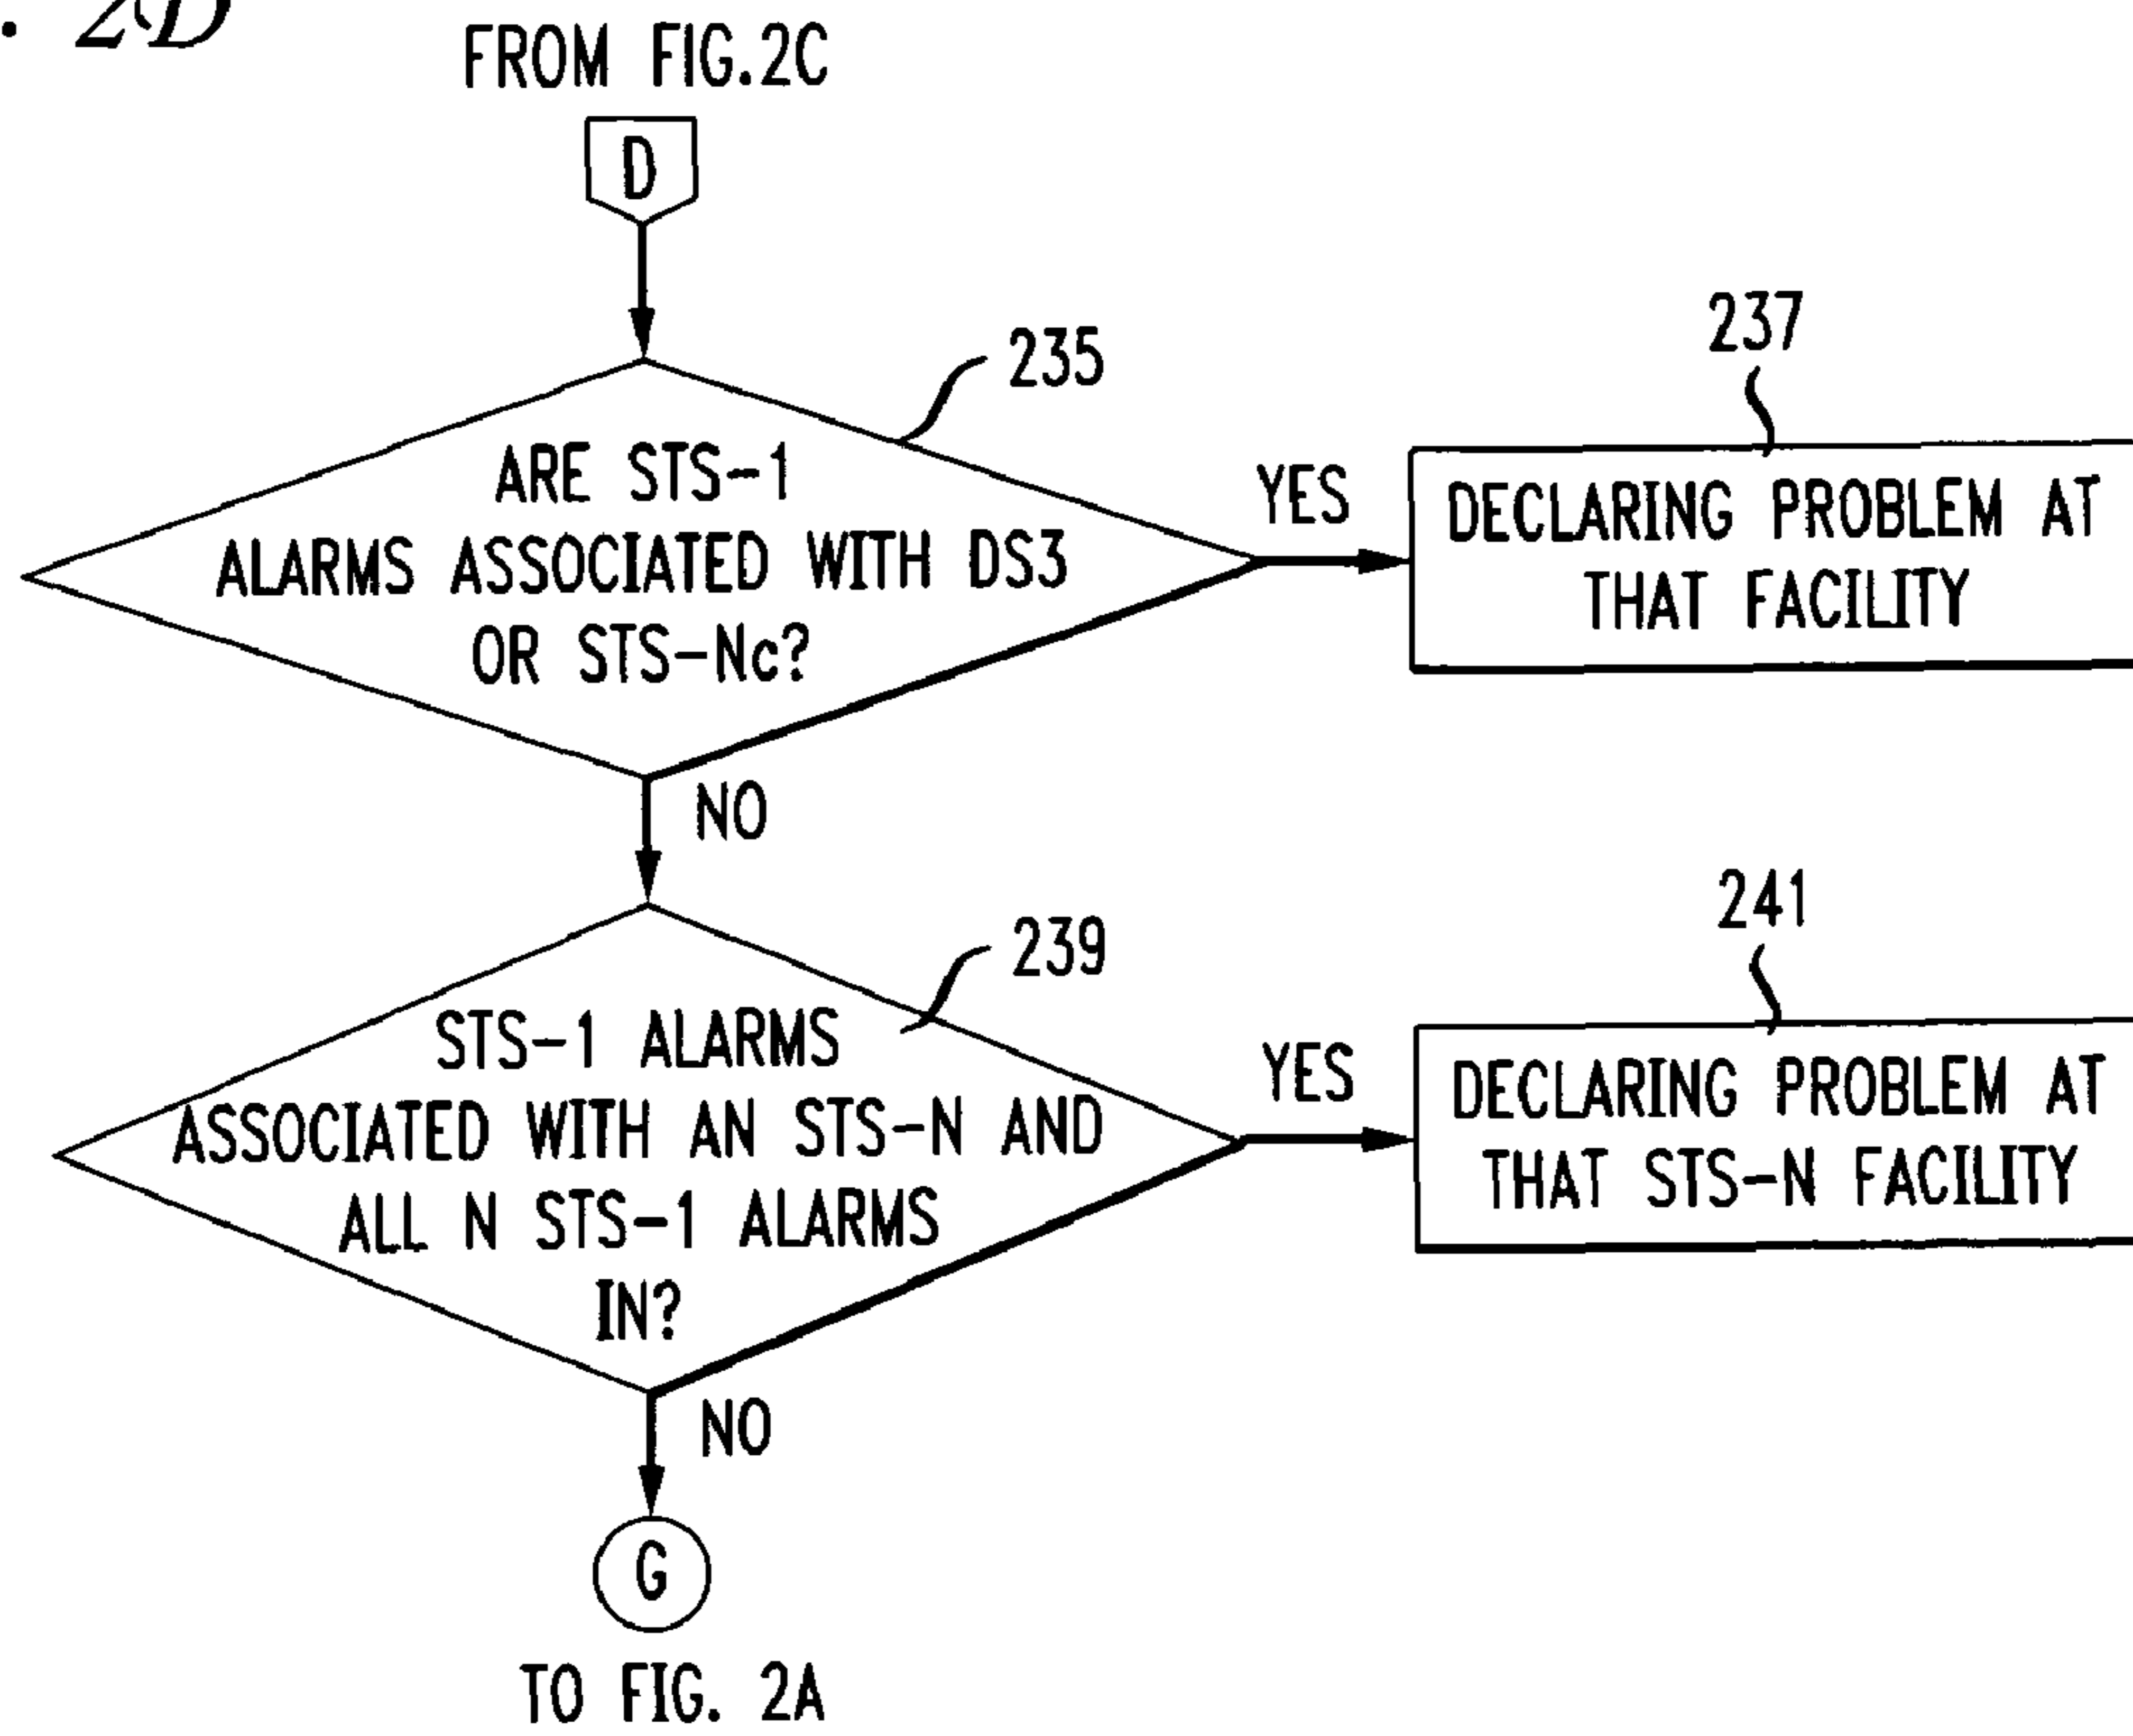 . 2D
FROM FIG.2C
D
235
237
ARE STS-1
ALARMS ASSOCIATED WITH DS3
OR STS-Nc?
YES
DECLARING PROBLEM AT
THAT FACILITY
NO
239
241
STS-1 ALARMS
ASSOCIATED WITH AN STS-N AND
ALL N STS-1 ALARMS
IN?
YES
DECLARING PROBLEM AT
THAT STS-N FACILITY
NO
G
TO FIG. 2A